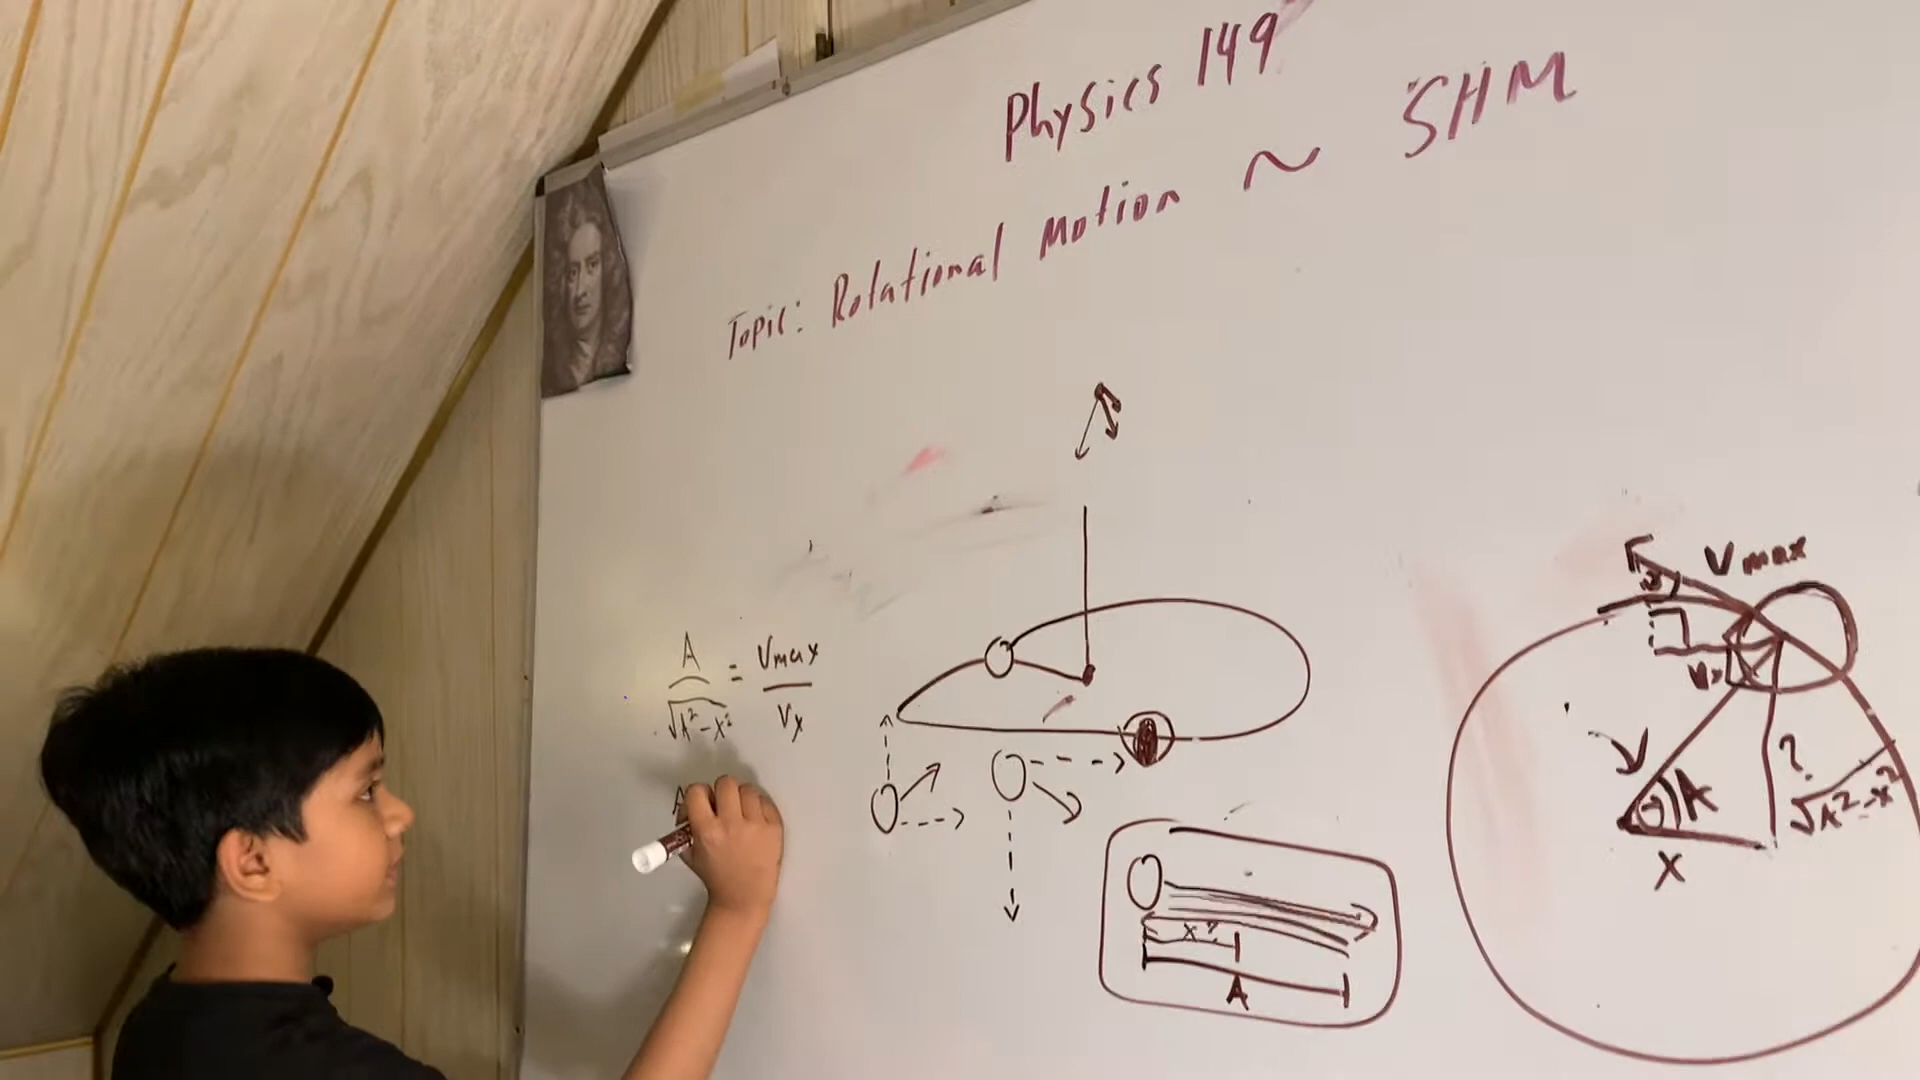 Physics 149
Topic: Rotational Motion ~ SHM
A = Vmax
√A²-x² Vx
A
x?
A
Vmax
Vx
θ
A
?
√A²-x²
x